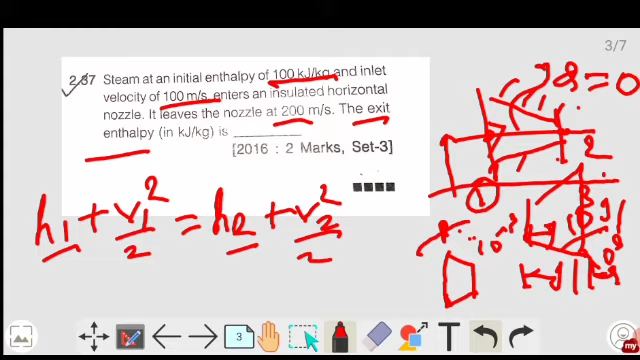 3/7
2.37 Steam at an initial enthalpy of 100 kJ/kg and inlet
velocity of 100 m/s, enters an insulated horizontal
nozzle. It leaves the nozzle at 200 m/s. The exit
enthalpy (in kJ/kg) is ________
[2016 : 2 Marks, Set-3]
h1 + v1²/2 = h2 + v2²/2
= 0
2
1
3
T
my